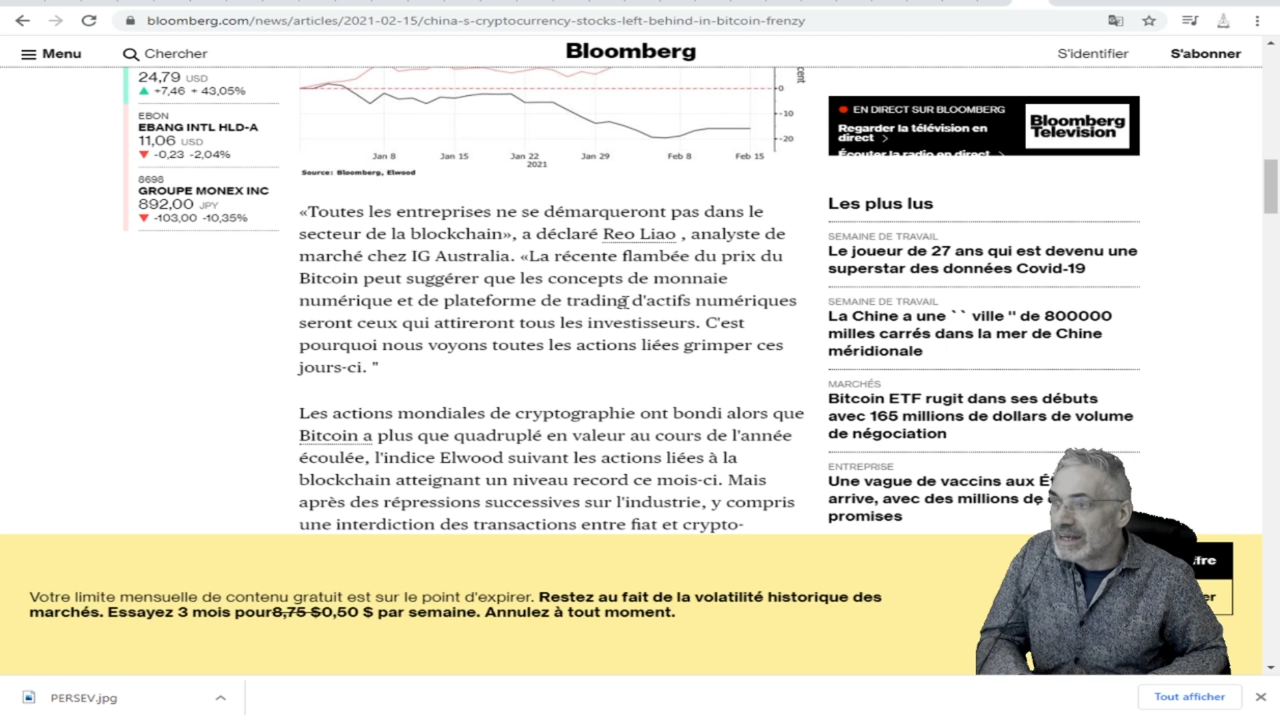 bloomberg.com/news/articles/2021-02-15/china-s-cryptocurrency-stocks-left-behind-in-bitcoin-frenzy
Menu
Chercher
Bloomberg
S'identifier
S'abonner
24,79 USD
+7,46 + 43,05%
EBON
EBANG INTL HLD-A
11,06 USD
-0,23 -2,04%
8698
GROUPE MONEX INC
892,00 JPY
-103,00 -10,35%
cent
0
-10
-20
Jan 8 Jan 15 Jan 22 Jan 29 Feb 8 Feb 15
2021
Source: Bloomberg, Elwood
«Toutes les entreprises ne se démarqueront pas dans le
secteur de la blockchain», a déclaré Reo Liao , analyste de
marché chez IG Australia. «La récente flambée du prix du
Bitcoin peut suggérer que les concepts de monnaie
numérique et de plateforme de trading d'actifs numériques
seront ceux qui attireront tous les investisseurs. C'est
pourquoi nous voyons toutes les actions liées grimper ces
jours-ci. "
Les actions mondiales de cryptographie ont bondi alors que
Bitcoin a plus que quadruplé en valeur au cours de l'année
écoulée, l'indice Elwood suivant les actions liées à la
blockchain atteignant un niveau record ce mois-ci. Mais
après des répressions successives sur l'industrie, y compris
une interdiction des transactions entre fiat et crypto-
EN DIRECT SUR BLOOMBERG
Regarder la télévision en
direct >
Écouter la radio en direct >
Bloomberg
Television
Les plus lus
SEMAINE DE TRAVAIL
Le joueur de 27 ans qui est devenu une
superstar des données Covid-19
SEMAINE DE TRAVAIL
La Chine a une `` ville '' de 800000
milles carrés dans la mer de Chine
méridionale
MARCHÉS
Bitcoin ETF rugit dans ses débuts
avec 165 millions de dollars de volume
de négociation
ENTREPRISE
Une vague de vaccins aux É
arrive, avec des millions de
promises
Votre limite mensuelle de contenu gratuit est sur le point d'expirer. Restez au fait de la volatilité historique des
marchés. Essayez 3 mois pour8,75 $0,50 $ par semaine. Annulez à tout moment.
PERSEV.jpg
Tout afficher